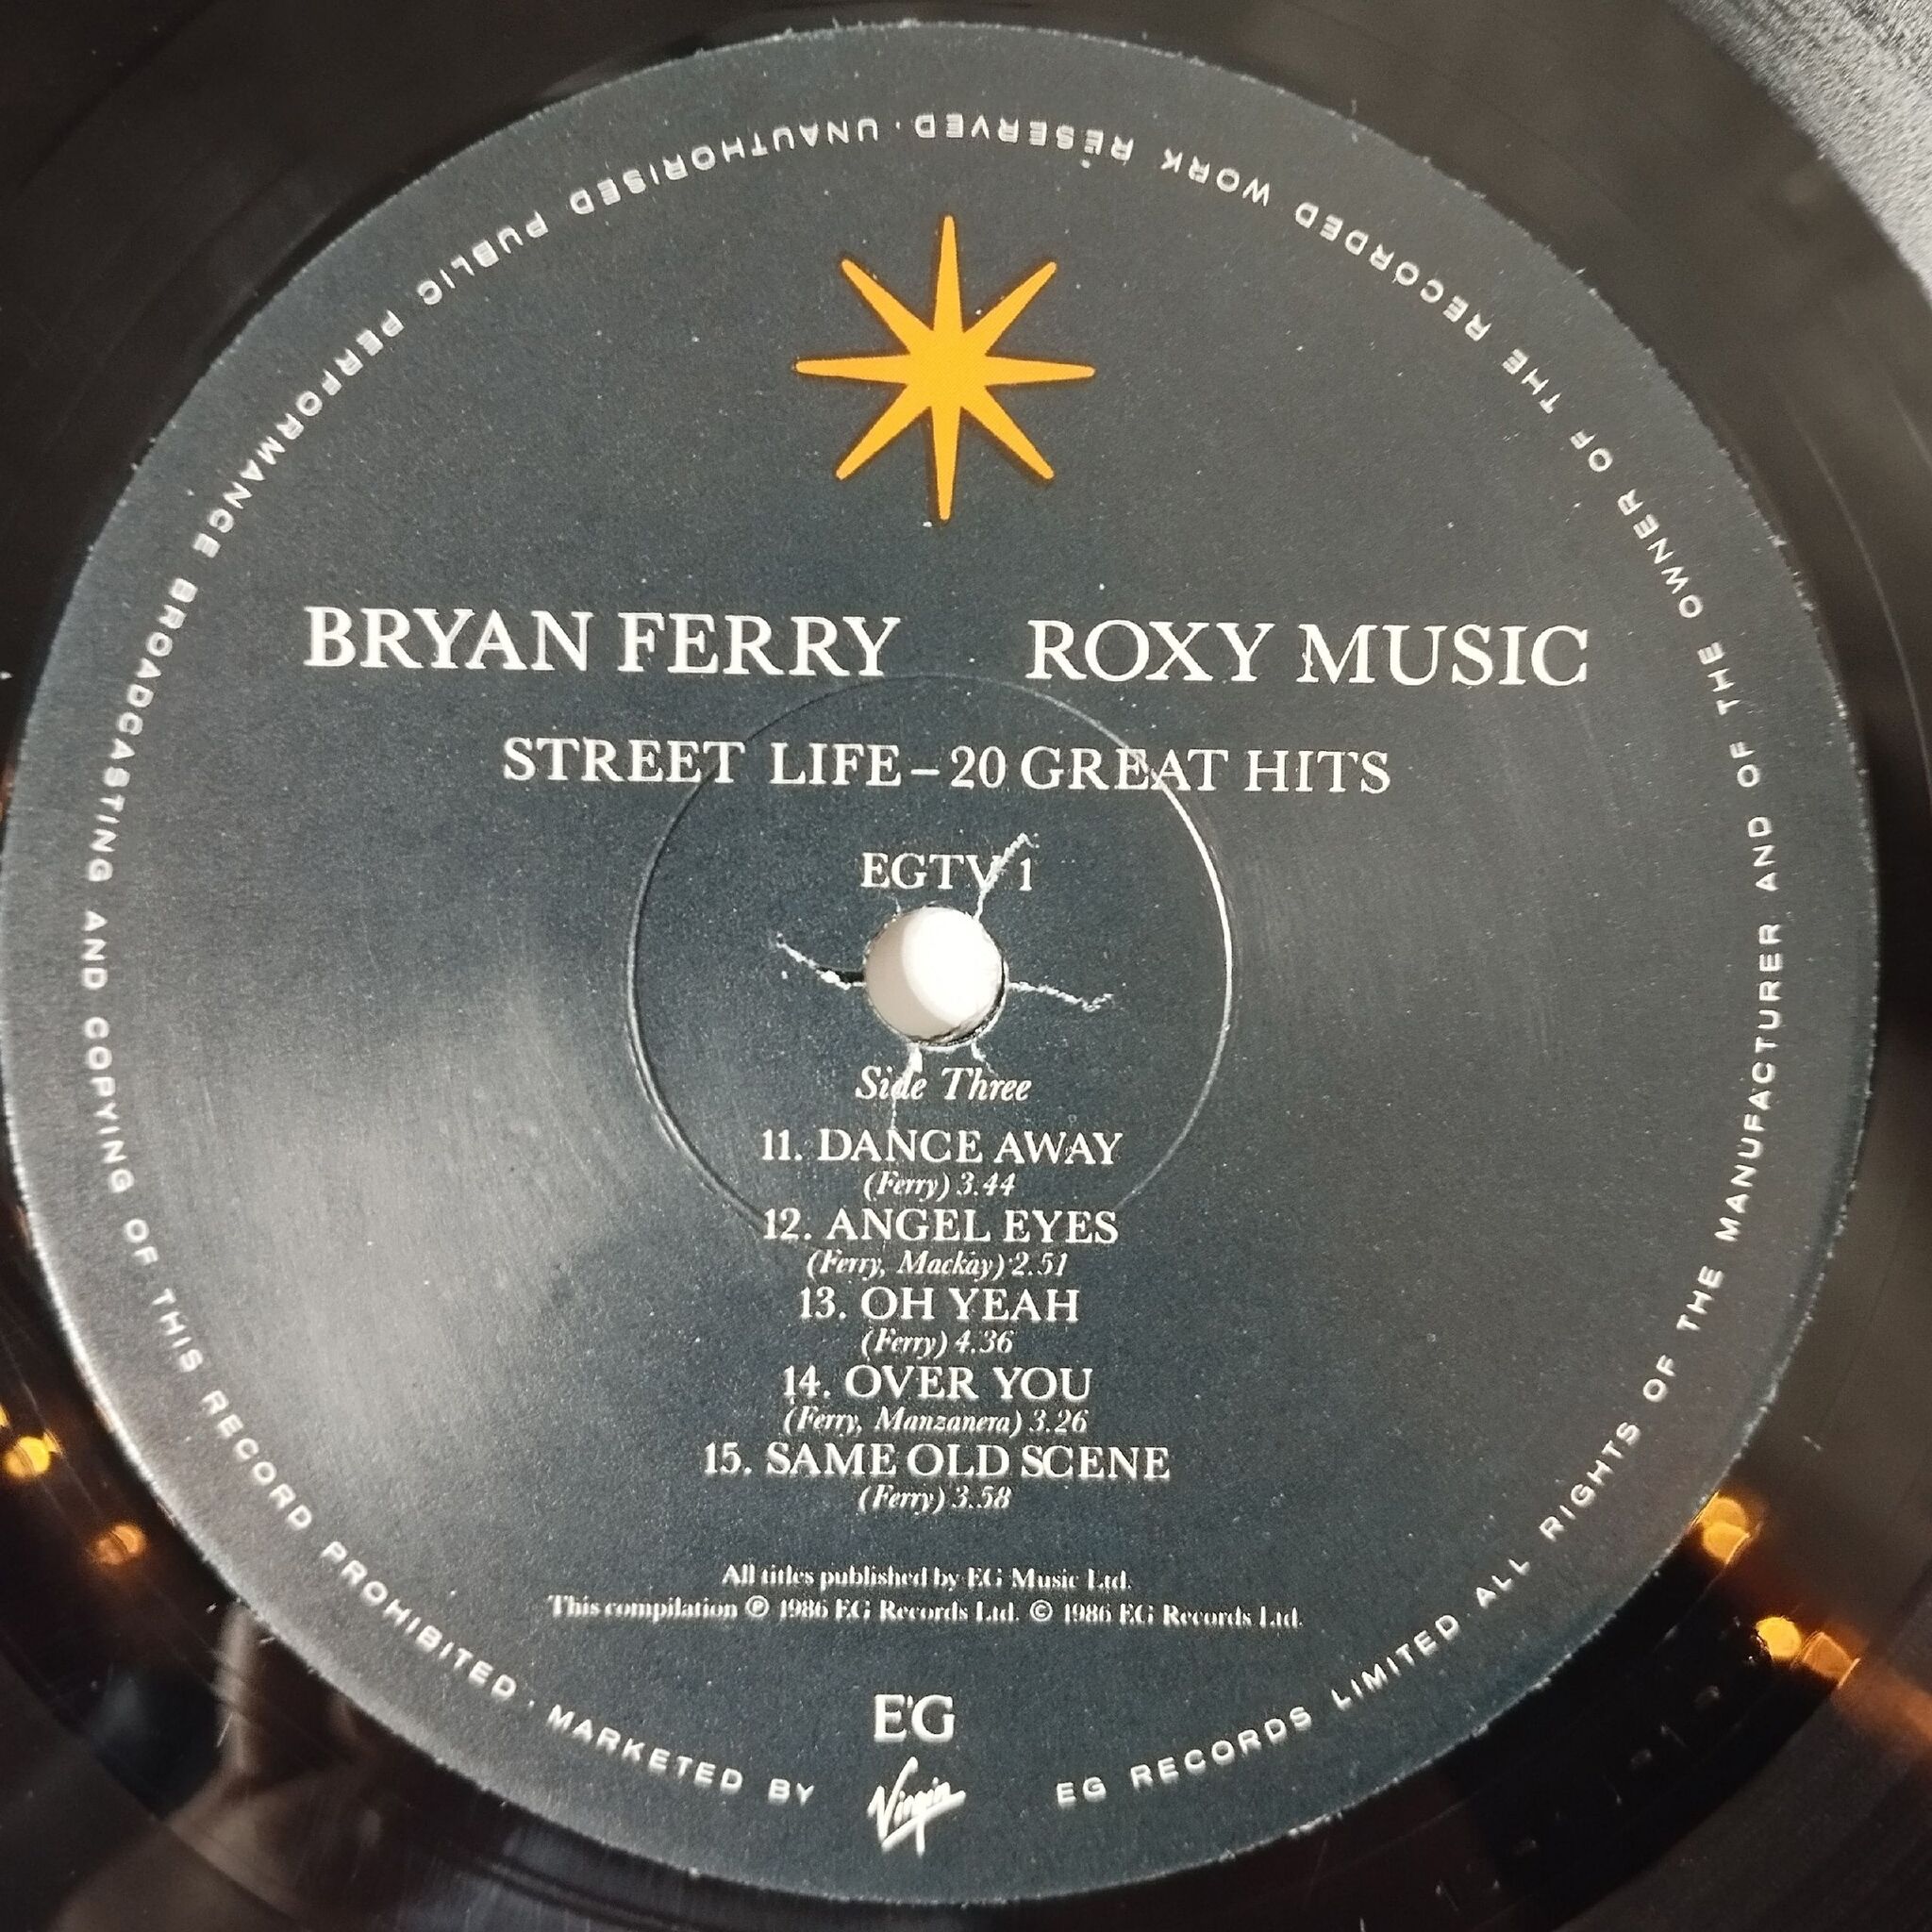 BRYAN FERRY ROXY MUSIC
STREET LIFE – 20 GREAT HITS
EGTV 1
Side Three
11. DANCE AWAY
(Ferry) 3.44
12. ANGEL EYES
(Ferry, Mackay) 2.51
13. OH YEAH
(Ferry) 4.36
14. OVER YOU
(Ferry, Manzanera) 3.26
15. SAME OLD SCENE
(Ferry) 3.58
All titles published by EG Music Ltd.
This compilation ℗ 1986 EG Records Ltd. © 1986 EG Records Ltd.
EG
Virgin
EG RECORDS LIMITED · ALL RIGHTS OF THE MANUFACTURER AND OF THE OWNER OF THE RECORDED WORK RESERVED · UNAUTHORISED PUBLIC PERFORMANCE BROADCASTING AND COPYING OF THIS RECORD PROHIBITED · MARKETED BY